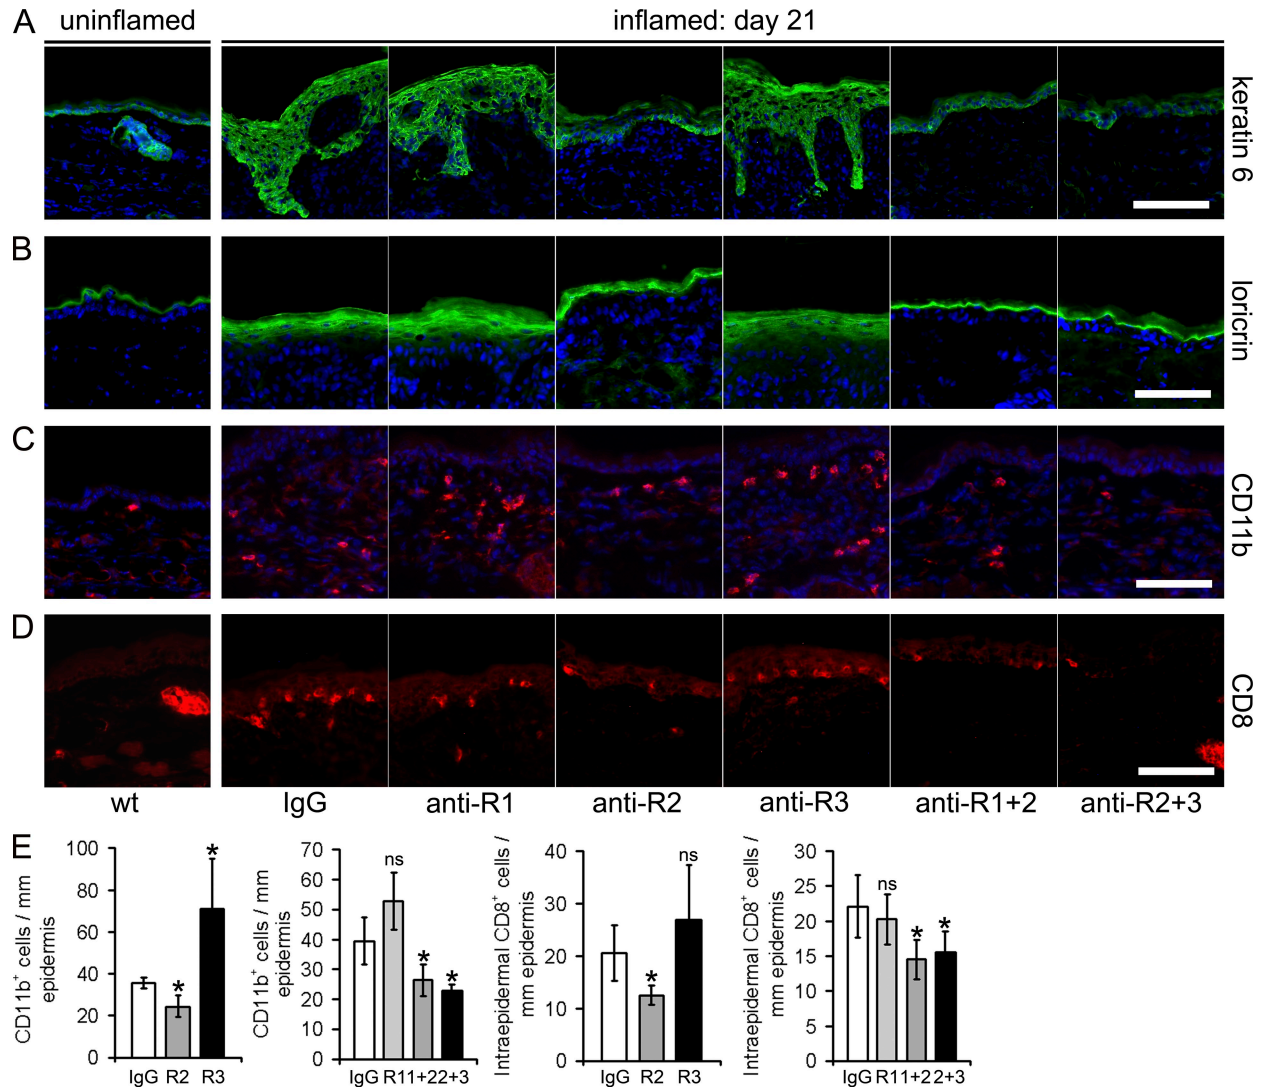 A uninflamed inflamed: day 21
keratin 6
B
loricrin
C
CD11b
D
CD8
wt IgG anti-R1 anti-R2 anti-R3 anti-R1+2 anti-R2+3
E
CD11b⁺ cells / mm
epidermis
100
80
60
40
20
0
*
*
IgG R2 R3
CD11b⁺ cells / mm
epidermis
70
60
50
40
30
20
10
0
ns
*
*
IgG R1 1+2 2+3
Intraepidermal CD8⁺ cells /
mm epidermis
40
30
20
10
0
*
ns
IgG R2 R3
Intraepidermal CD8⁺ cells /
mm epidermis
30
25
20
15
10
5
0
ns
*
*
IgG R1 1+2 2+3